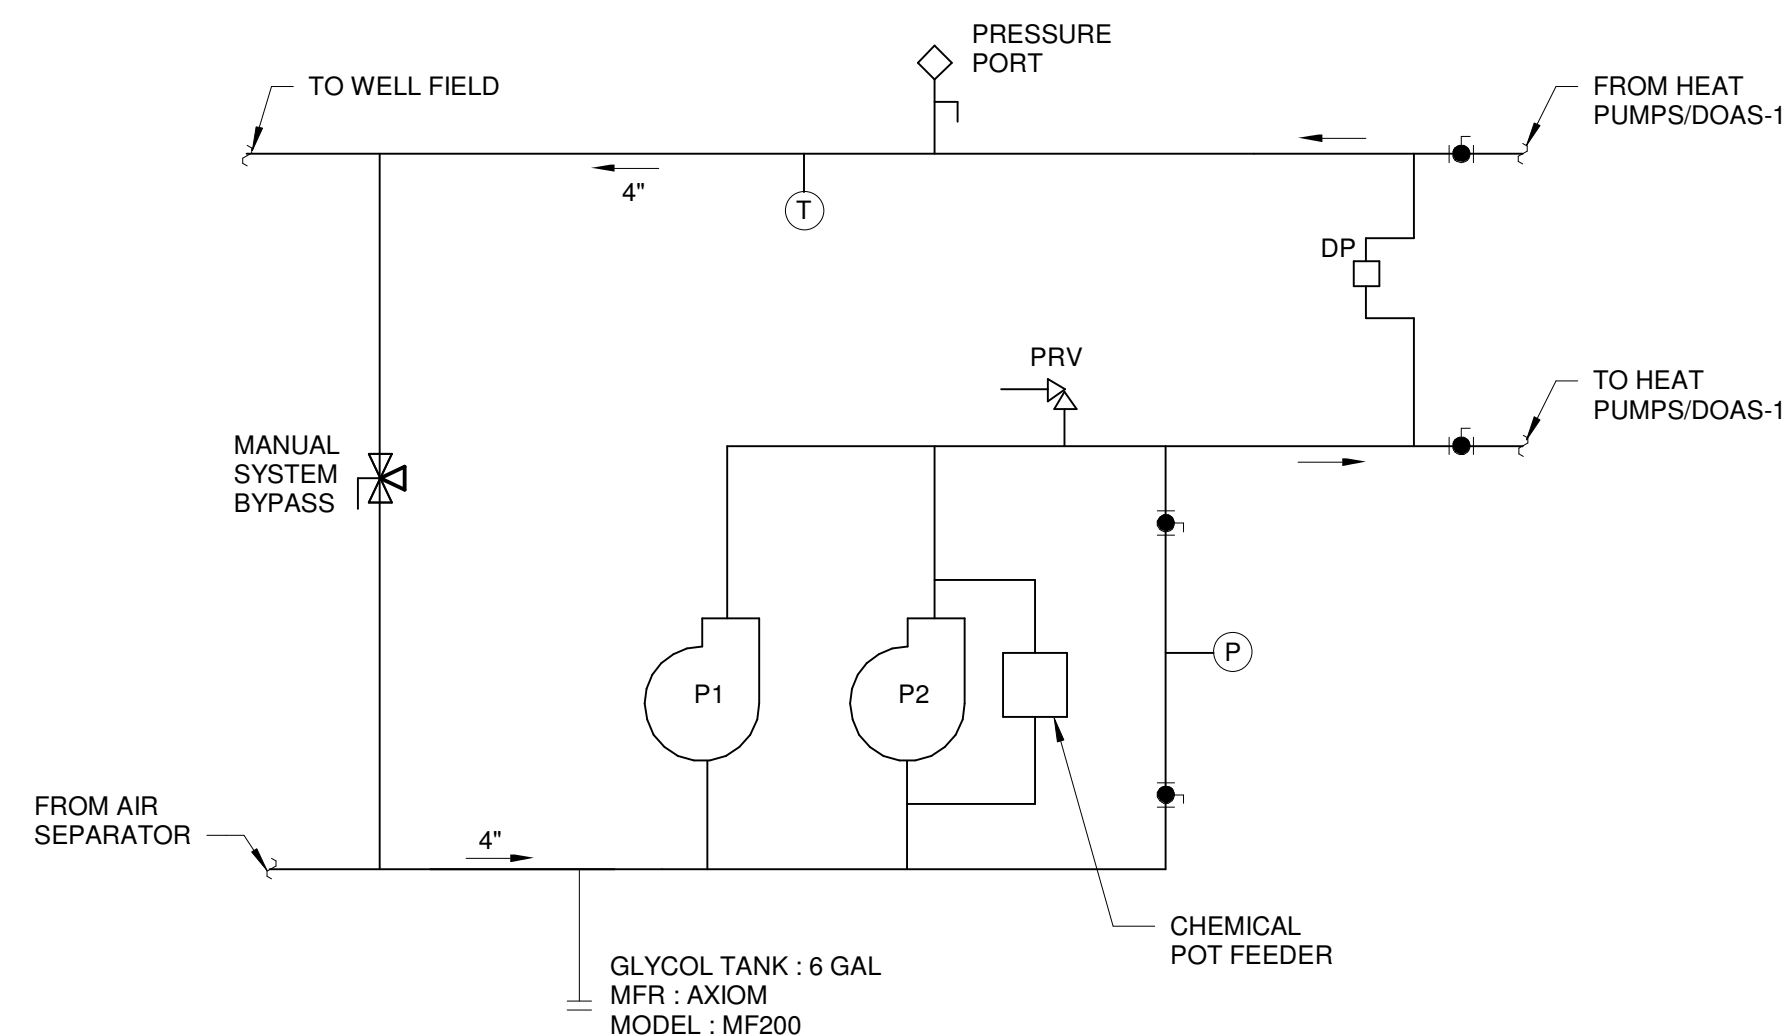 PRESSURE
PORT
TO WELL FIELD
FROM HEAT
PUMPS/DOAS-1
4"
T
DP
PRV
TO HEAT
PUMPS/DOAS-1
MANUAL
SYSTEM
BYPASS
P
P1
P2
FROM AIR
SEPARATOR
4"
CHEMICAL
POT FEEDER
GLYCOL TANK : 6 GAL
MFR : AXIOM
MODEL : MF200